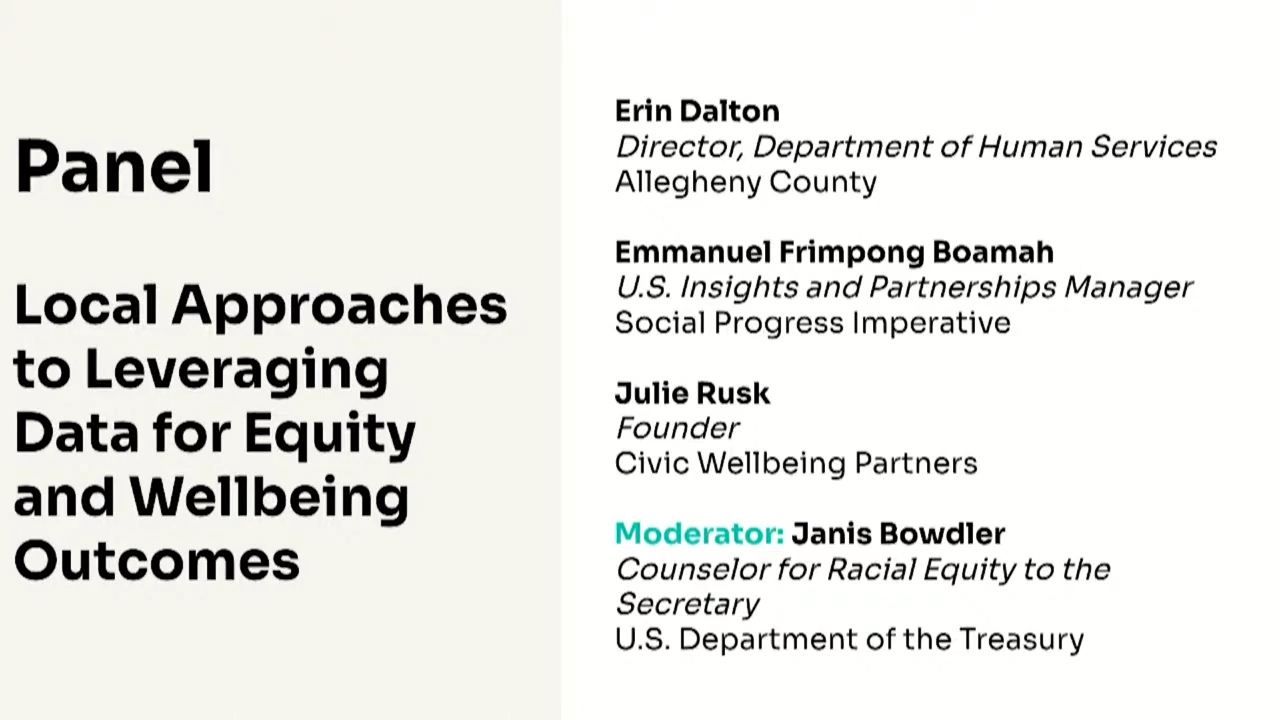 Panel
Local Approaches
to Leveraging
Data for Equity
and Wellbeing
Outcomes
Erin Dalton
Director, Department of Human Services
Allegheny County
Emmanuel Frimpong Boamah
U.S. Insights and Partnerships Manager
Social Progress Imperative
Julie Rusk
Founder
Civic Wellbeing Partners
Moderator: Janis Bowdler
Counselor for Racial Equity to the
Secretary
U.S. Department of the Treasury